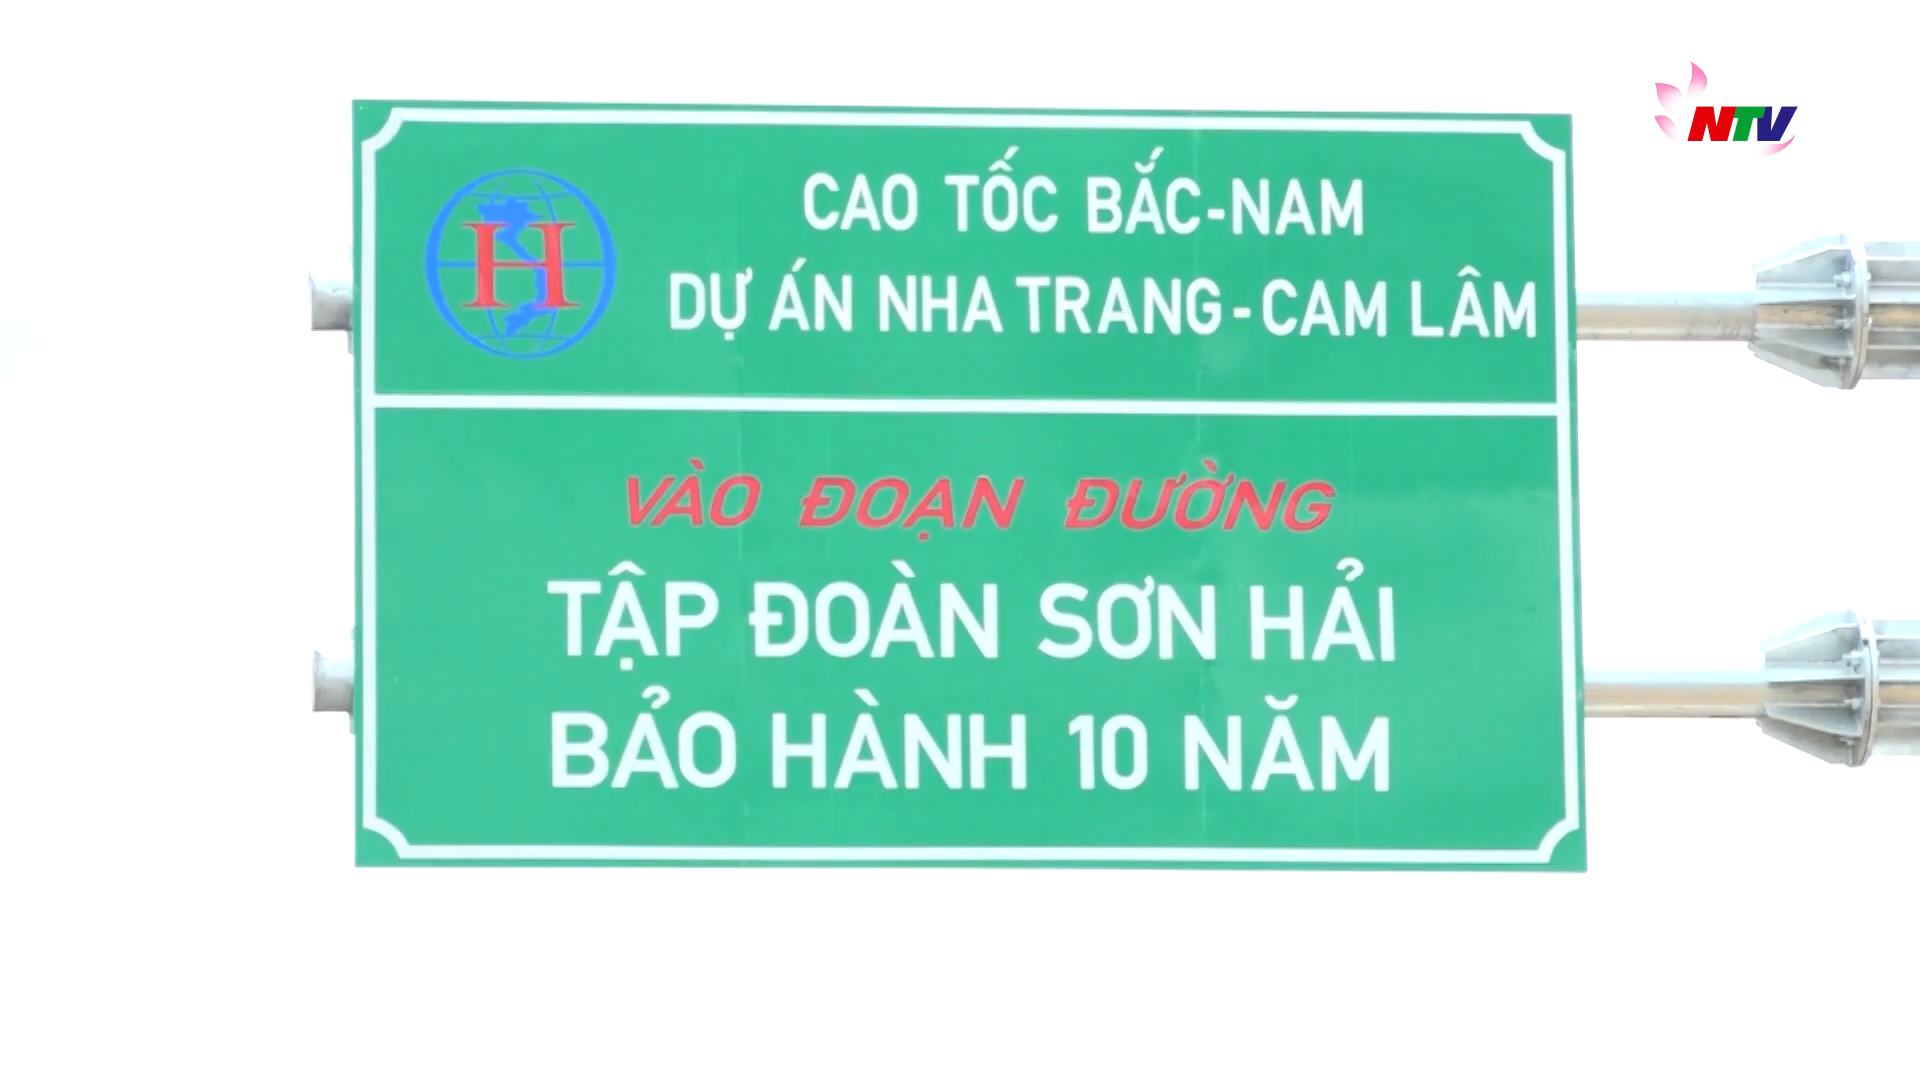 NTV
H
CAO TỐC BẮC-NAM
DỰ ÁN NHA TRANG-CAM LÂM
VÀO ĐOẠN ĐƯỜNG
TẬP ĐOÀN SƠN HẢI
BẢO HÀNH 10 NĂM